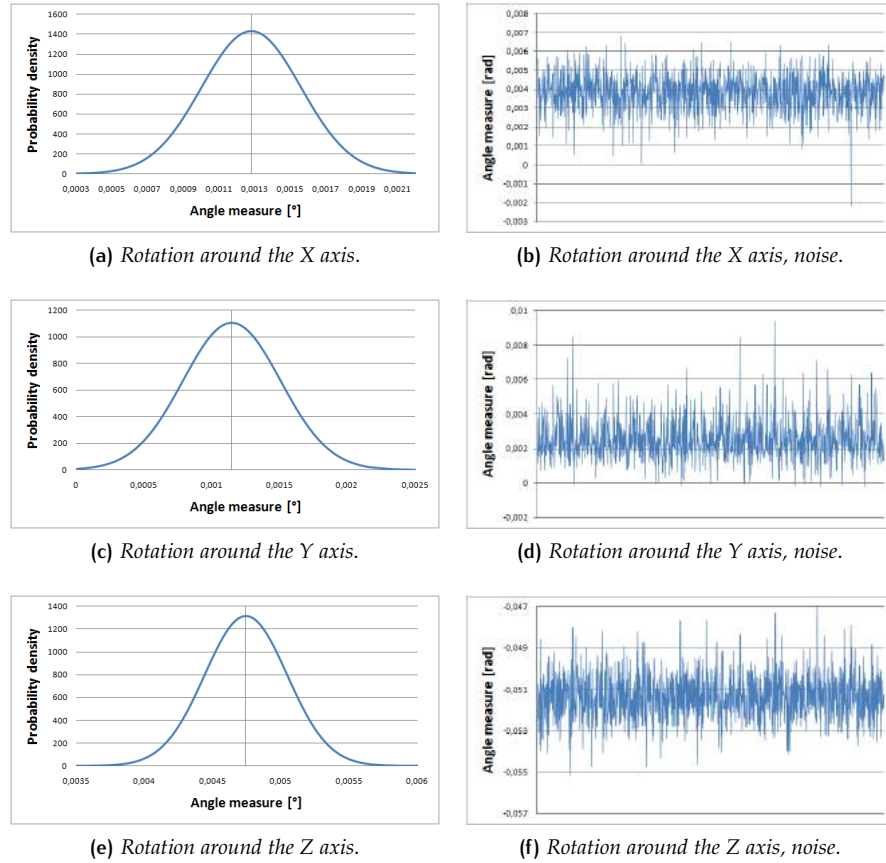 1600
1400
1200
1000
800
600
400
200
0
Probability density
0,0003 0,0005 0,0007 0,0009 0,0011 0,0013 0,0015 0,0017 0,0019 0,0021
Angle measure [°]
(a) Rotation around the X axis.
0,008
0,007
0,006
0,005
0,004
0,003
0,002
0,001
0
-0,001
-0,002
-0,003
Angle measure [rad]
(b) Rotation around the X axis, noise.
1200
1000
800
600
400
200
0
Probability density
0 0,0005 0,001 0,0015 0,002 0,0025
Angle measure [°]
(c) Rotation around the Y axis.
0,01
0,008
0,006
0,004
0,002
0
-0,002
Angle measure [rad]
(d) Rotation around the Y axis, noise.
1400
1200
1000
800
600
400
200
0
Probability density
0,0035 0,004 0,0045 0,005 0,0055 0,006
Angle measure [°]
(e) Rotation around the Z axis.
-0,047
-0,049
-0,051
-0,053
-0,055
-0,057
Angle measure [rad]
(f) Rotation around the Z axis, noise.